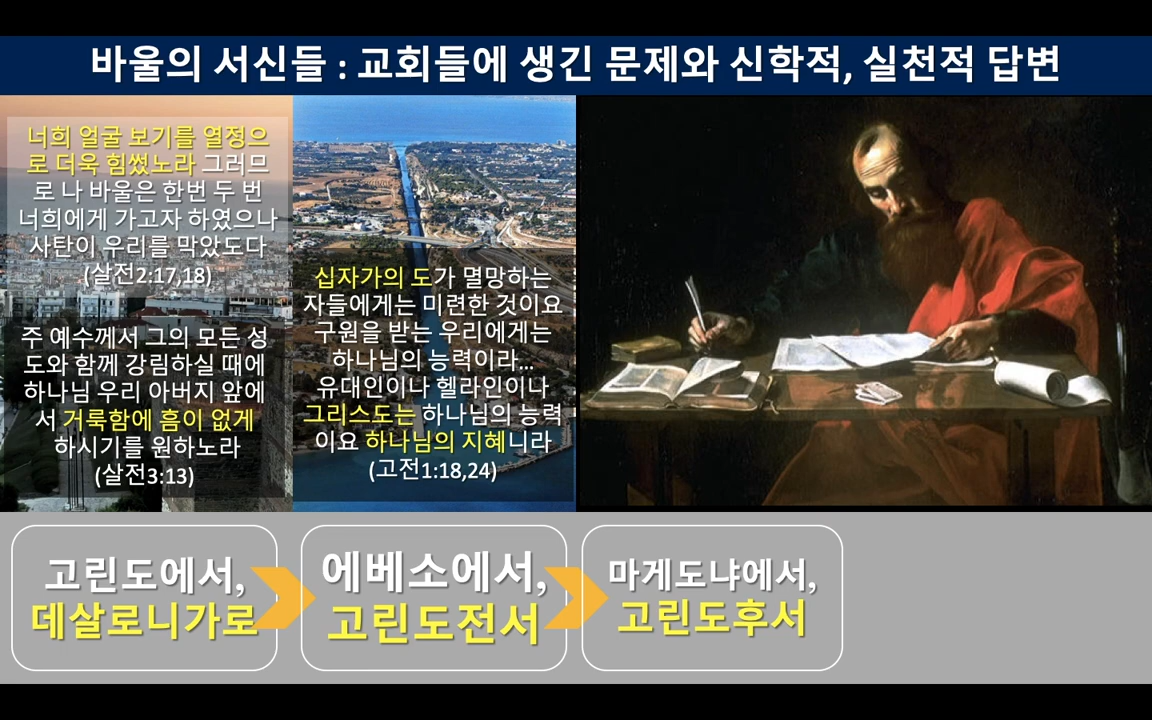 바울의 서신들 : 교회들에 생긴 문제와 신학적, 실천적 답변
너희 얼굴 보기를 열정으
로 더욱 힘썼노라 그러므
로 나 바울은 한번 두 번
너희에게 가고자 하였으나
사탄이 우리를 막았도다
(살전2:17,18)
주 예수께서 그의 모든 성
도와 함께 강림하실 때에
하나님 우리 아버지 앞에
서 거룩함에 흠이 없게
하시기를 원하노라
(살전3:13)
십자가의 도가 멸망하는
자들에게는 미련한 것이요
구원을 받는 우리에게는
하나님의 능력이라...
유대인이나 헬라인이나
그리스도는 하나님의 능력
이요 하나님의 지혜니라
(고전1:18,24)
고린도에서,
데살로니가로
에베소에서,
고린도전서
마게도냐에서,
고린도후서